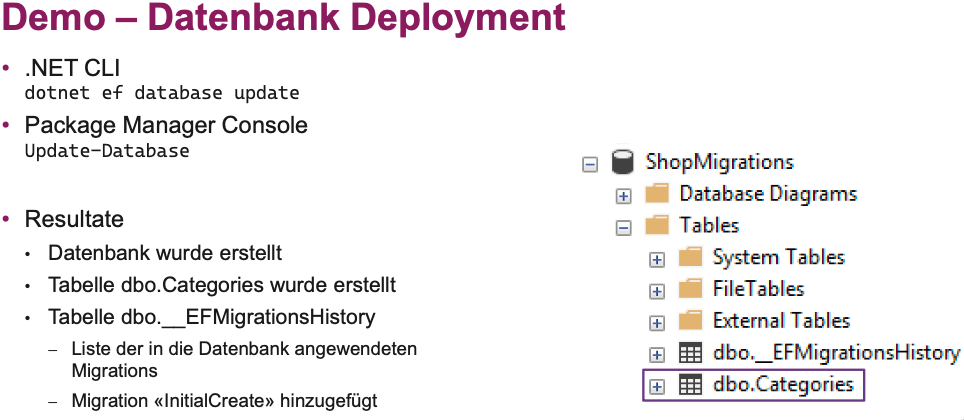 Demo – Datenbank Deployment
• .NET CLI
dotnet ef database update
• Package Manager Console
Update-Database
• Resultate
• Datenbank wurde erstellt
• Tabelle dbo.Categories wurde erstellt
• Tabelle dbo.__EFMigrationsHistory
– Liste der in die Datenbank angewendeten
Migrations
– Migration «InitialCreate» hinzugefügt
ShopMigrations
Database Diagrams
Tables
System Tables
FileTables
External Tables
dbo.__EFMigrationsHistory
dbo.Categories